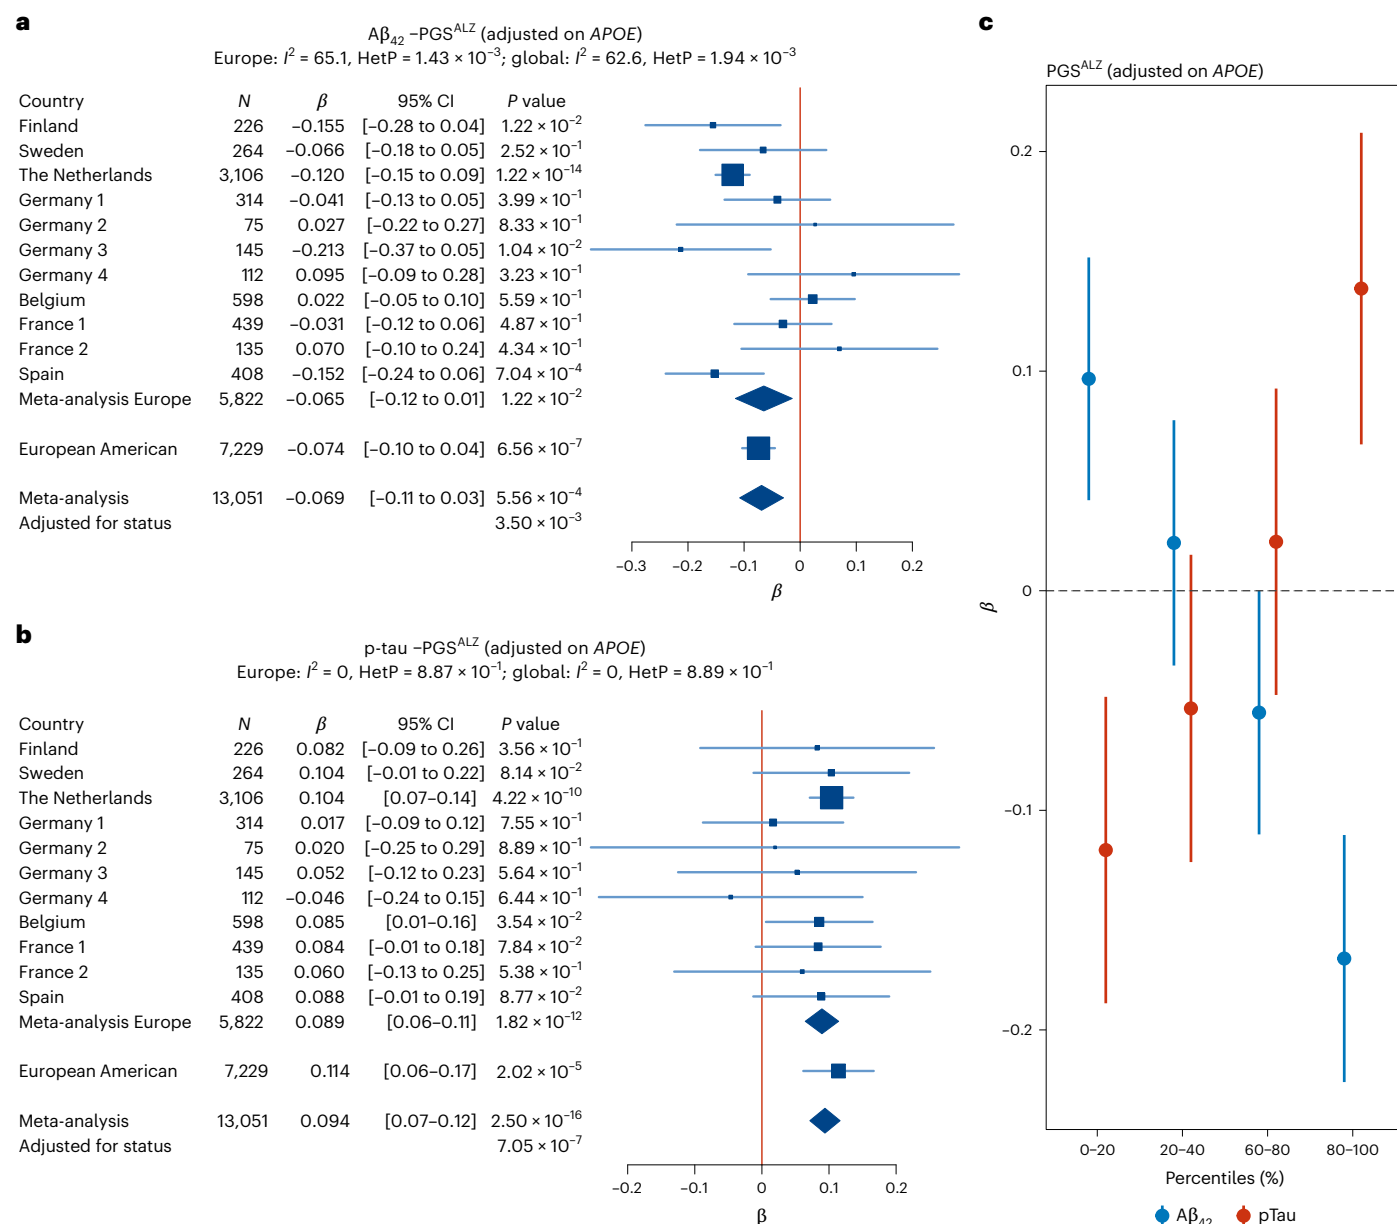 a
Aβ42 –PGS^ALZ (adjusted on APOE)
Europe: I² = 65.1, HetP = 1.43 × 10⁻³; global: I² = 62.6, HetP = 1.94 × 10⁻³
Country N β 95% CI P value
Finland 226 –0.155 [–0.28 to 0.04] 1.22 × 10⁻²
Sweden 264 –0.066 [–0.18 to 0.05] 2.52 × 10⁻¹
The Netherlands 3,106 –0.120 [–0.15 to 0.09] 1.22 × 10⁻¹⁴
Germany 1 314 –0.041 [–0.13 to 0.05] 3.99 × 10⁻¹
Germany 2 75 0.027 [–0.22 to 0.27] 8.33 × 10⁻¹
Germany 3 145 –0.213 [–0.37 to 0.05] 1.04 × 10⁻²
Germany 4 112 0.095 [–0.09 to 0.28] 3.23 × 10⁻¹
Belgium 598 0.022 [–0.05 to 0.10] 5.59 × 10⁻¹
France 1 439 –0.031 [–0.12 to 0.06] 4.87 × 10⁻¹
France 2 135 0.070 [–0.10 to 0.24] 4.34 × 10⁻¹
Spain 408 –0.152 [–0.24 to 0.06] 7.04 × 10⁻⁴
Meta-analysis Europe 5,822 –0.065 [–0.12 to 0.01] 1.22 × 10⁻²
European American 7,229 –0.074 [–0.10 to 0.04] 6.56 × 10⁻⁷
Meta-analysis 13,051 –0.069 [–0.11 to 0.03] 5.56 × 10⁻⁴
Adjusted for status 3.50 × 10⁻³
–0.3 –0.2 –0.1 0 0.1 0.2
β
b
p-tau –PGS^ALZ (adjusted on APOE)
Europe: I² = 0, HetP = 8.87 × 10⁻¹; global: I² = 0, HetP = 8.89 × 10⁻¹
Country N β 95% CI P value
Finland 226 0.082 [–0.09 to 0.26] 3.56 × 10⁻¹
Sweden 264 0.104 [–0.01 to 0.22] 8.14 × 10⁻²
The Netherlands 3,106 0.104 [0.07–0.14] 4.22 × 10⁻¹⁰
Germany 1 314 0.017 [–0.09 to 0.12] 7.55 × 10⁻¹
Germany 2 75 0.020 [–0.25 to 0.29] 8.89 × 10⁻¹
Germany 3 145 0.052 [–0.12 to 0.23] 5.64 × 10⁻¹
Germany 4 112 –0.046 [–0.24 to 0.15] 6.44 × 10⁻¹
Belgium 598 0.085 [0.01–0.16] 3.54 × 10⁻²
France 1 439 0.084 [–0.01 to 0.18] 7.84 × 10⁻²
France 2 135 0.060 [–0.13 to 0.25] 5.38 × 10⁻¹
Spain 408 0.088 [–0.01 to 0.19] 8.77 × 10⁻²
Meta-analysis Europe 5,822 0.089 [0.06–0.11] 1.82 × 10⁻¹²
European American 7,229 0.114 [0.06–0.17] 2.02 × 10⁻⁵
Meta-analysis 13,051 0.094 [0.07–0.12] 2.50 × 10⁻¹⁶
Adjusted for status 7.05 × 10⁻⁷
–0.2 –0.1 0 0.1 0.2
β
c
PGS^ALZ (adjusted on APOE)
0.2
0.1
0
–0.1
–0.2
β
0–20 20–40 60–80 80–100
Percentiles (%)
Aβ42 pTau